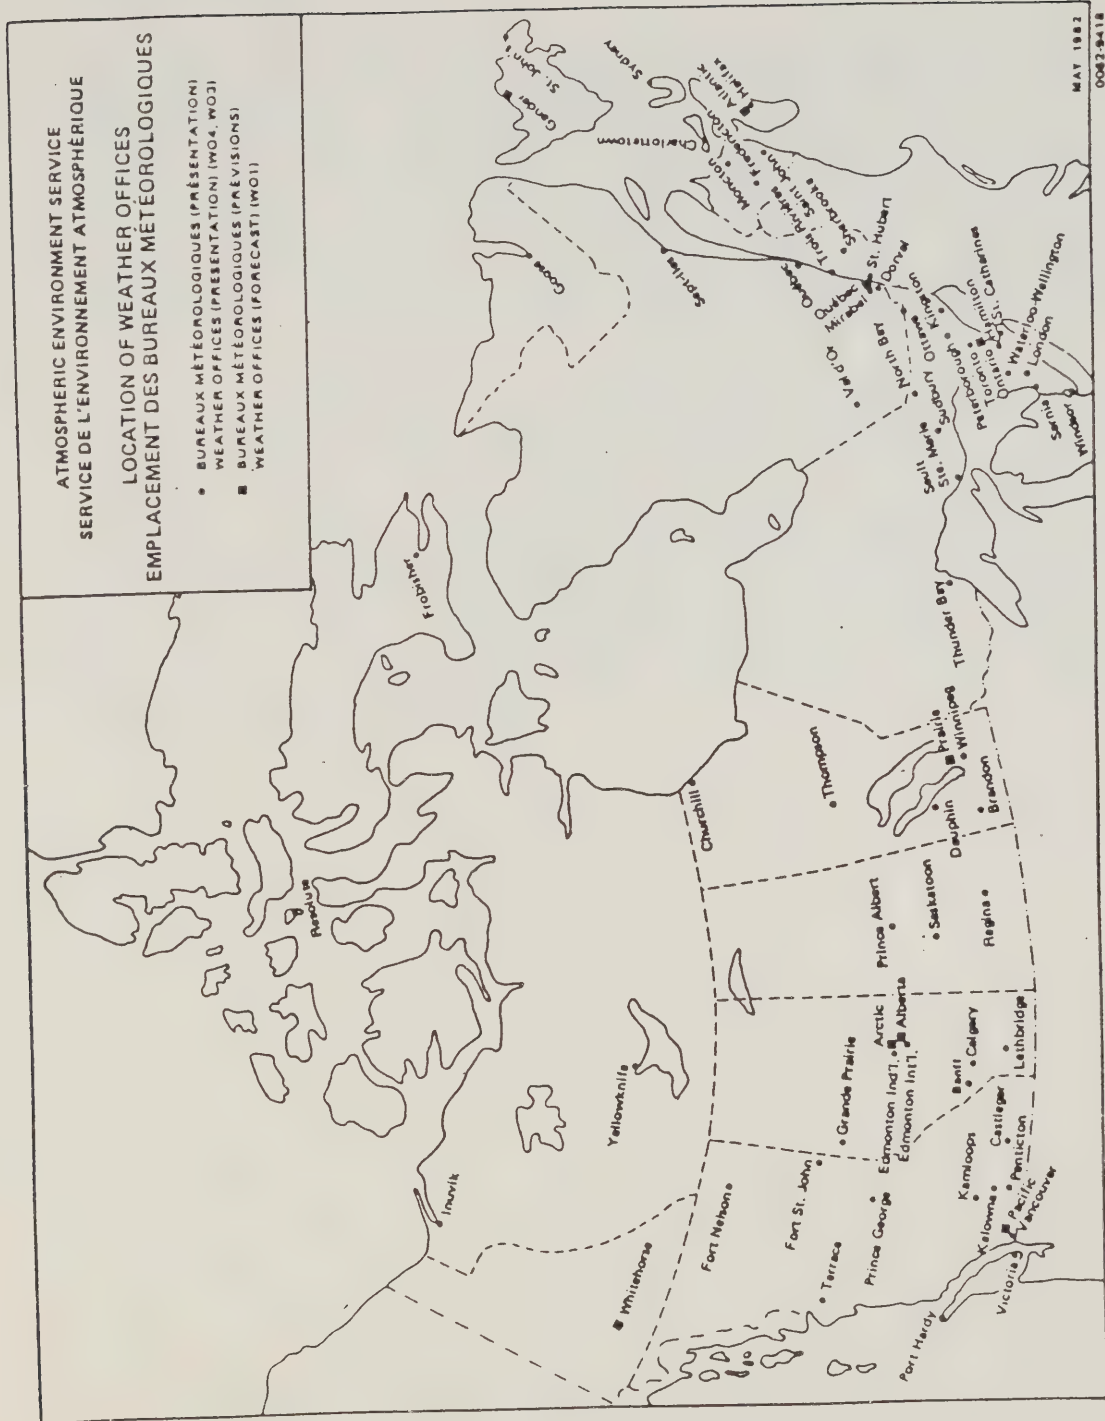 ATMOSPHERIC ENVIRONMENT SERVICE
SERVICE DE L'ENVIRONNEMENT ATMOSPHÉRIQUE
LOCATION OF WEATHER OFFICES
EMPLACEMENT DES BUREAUX MÉTÉOROLOGIQUES
• BUREAUX MÉTÉOROLOGIQUES (PRÉSENTATION)
WEATHER OFFICES (PRESENTATION) (WO4, WO3)
■ BUREAUX MÉTÉOROLOGIQUES (PRÉVISIONS)
WEATHER OFFICES (FORECAST) (WO1)
Resolute
Frobisher
Inuvik
Gander
St. John's
Goose
Sydney
Yellowknife
Whitehorse
Churchill
Sept-Iles
Charlottetown
Atlantic
Halifax
Moncton
Fredericton
Saint John
Fort Nelson
Fort St. John
Grande Prairie
Terrace
Prince George
Thompson
Québec
Trois Rivières
Sherbrooke
Québec
Mirabel
St. Hubert
Dorval
Val d'Or
Arctic
Edmonton Ind'l.
Alberta
Edmonton Int'l.
Prince Albert
Saskatoon
Dauphin
Prairie
Winnipeg
Thunder Bay
Sault
Ste. Marie
Sudbury
North Bay
Ottawa
Kingston
Peterborough
Toronto
Ontario
Hamilton
St. Catharines
Waterloo-Wellington
London
Sarnia
Windsor
Port Hardy
Victoria
Kelowna
Kamloops
Pacific
Vancouver
Penticton
Castlegar
Banff
Calgary
Lethbridge
Regina
Brandon
MAY 1982
0082-9418